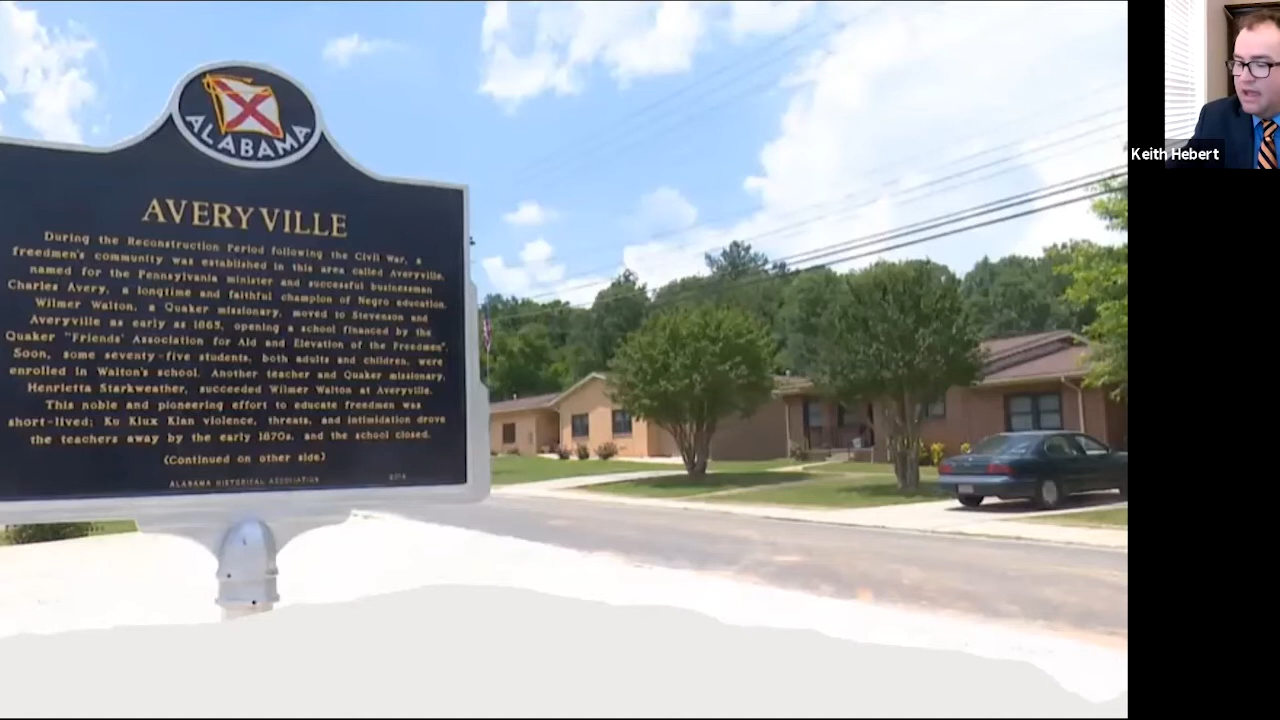 ALABAMA
AVERYVILLE
During the Reconstruction Period following the Civil War, a
freedmen's community was established in this area called Averyville,
named for the Pennsylvania minister and successful businessman
Charles Avery, a longtime and faithful champion of Negro education.
Wilmer Walton, a Quaker missionary, moved to Stevenson and
Averyville as early as 1865, opening a school financed by the
Quaker "Friends' Association for Aid and Elevation of the Freedmen".
Soon, some seventy-five students, both adults and children, were
enrolled in Walton's school. Another teacher and Quaker missionary,
Henrietta Starkweather, succeeded Wilmer Walton at Averyville.
This noble and pioneering effort to educate freedmen was
short-lived; Ku Klux Klan violence, threats, and intimidation drove
the teachers away by the early 1870s, and the school closed.
(Continued on other side)
ALABAMA HISTORICAL ASSOCIATION
Keith Hebert